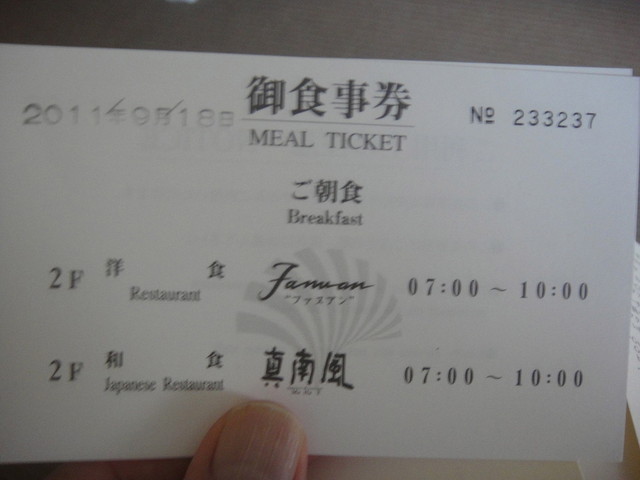 御食事券
2011年9月18日
MEAL TICKET
№ 233237
ご朝食
Breakfast
2F 洋食 Fanuan 07:00 ~ 10:00
Restaurant "ファヌアン"
2F 和食 真南風 07:00 ~ 10:00
Japanese Restaurant